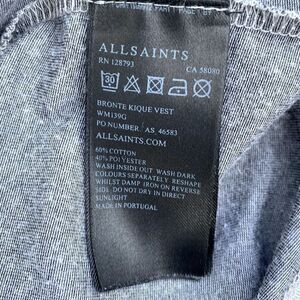 ALLSAINTS
RN 128793 CA 58080
30
BRONTE KIQUE VEST
WM139G
PO NUMBER. AS, 46583
ALLSAINTS.COM
60% COTTON
40% POLYESTER
WASH INSIDE OUT WASH DARK
COLOURS SEPARATELY RESHAPE
WHILST DAMP IRON ON REVERSE
SIDE DO NOT DRY IN DIRECT
SUNLIGHT
MADE IN PORTUGAL